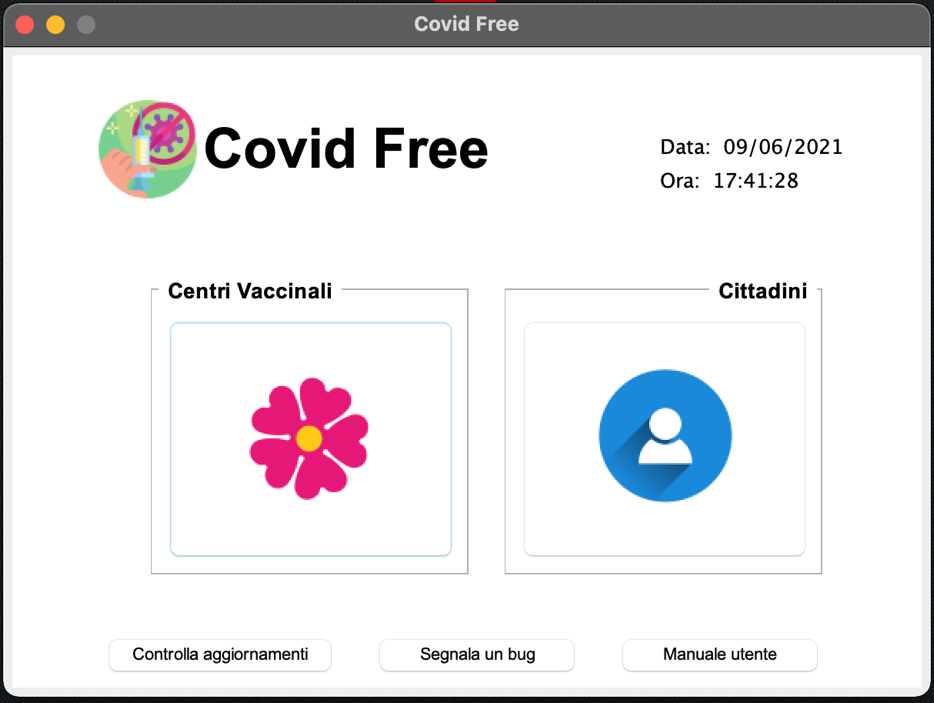 Covid Free
Covid Free
Data: 09/06/2021
Ora: 17:41:28
Centri Vaccinali
Cittadini
Controlla aggiornamenti
Segnala un bug
Manuale utente